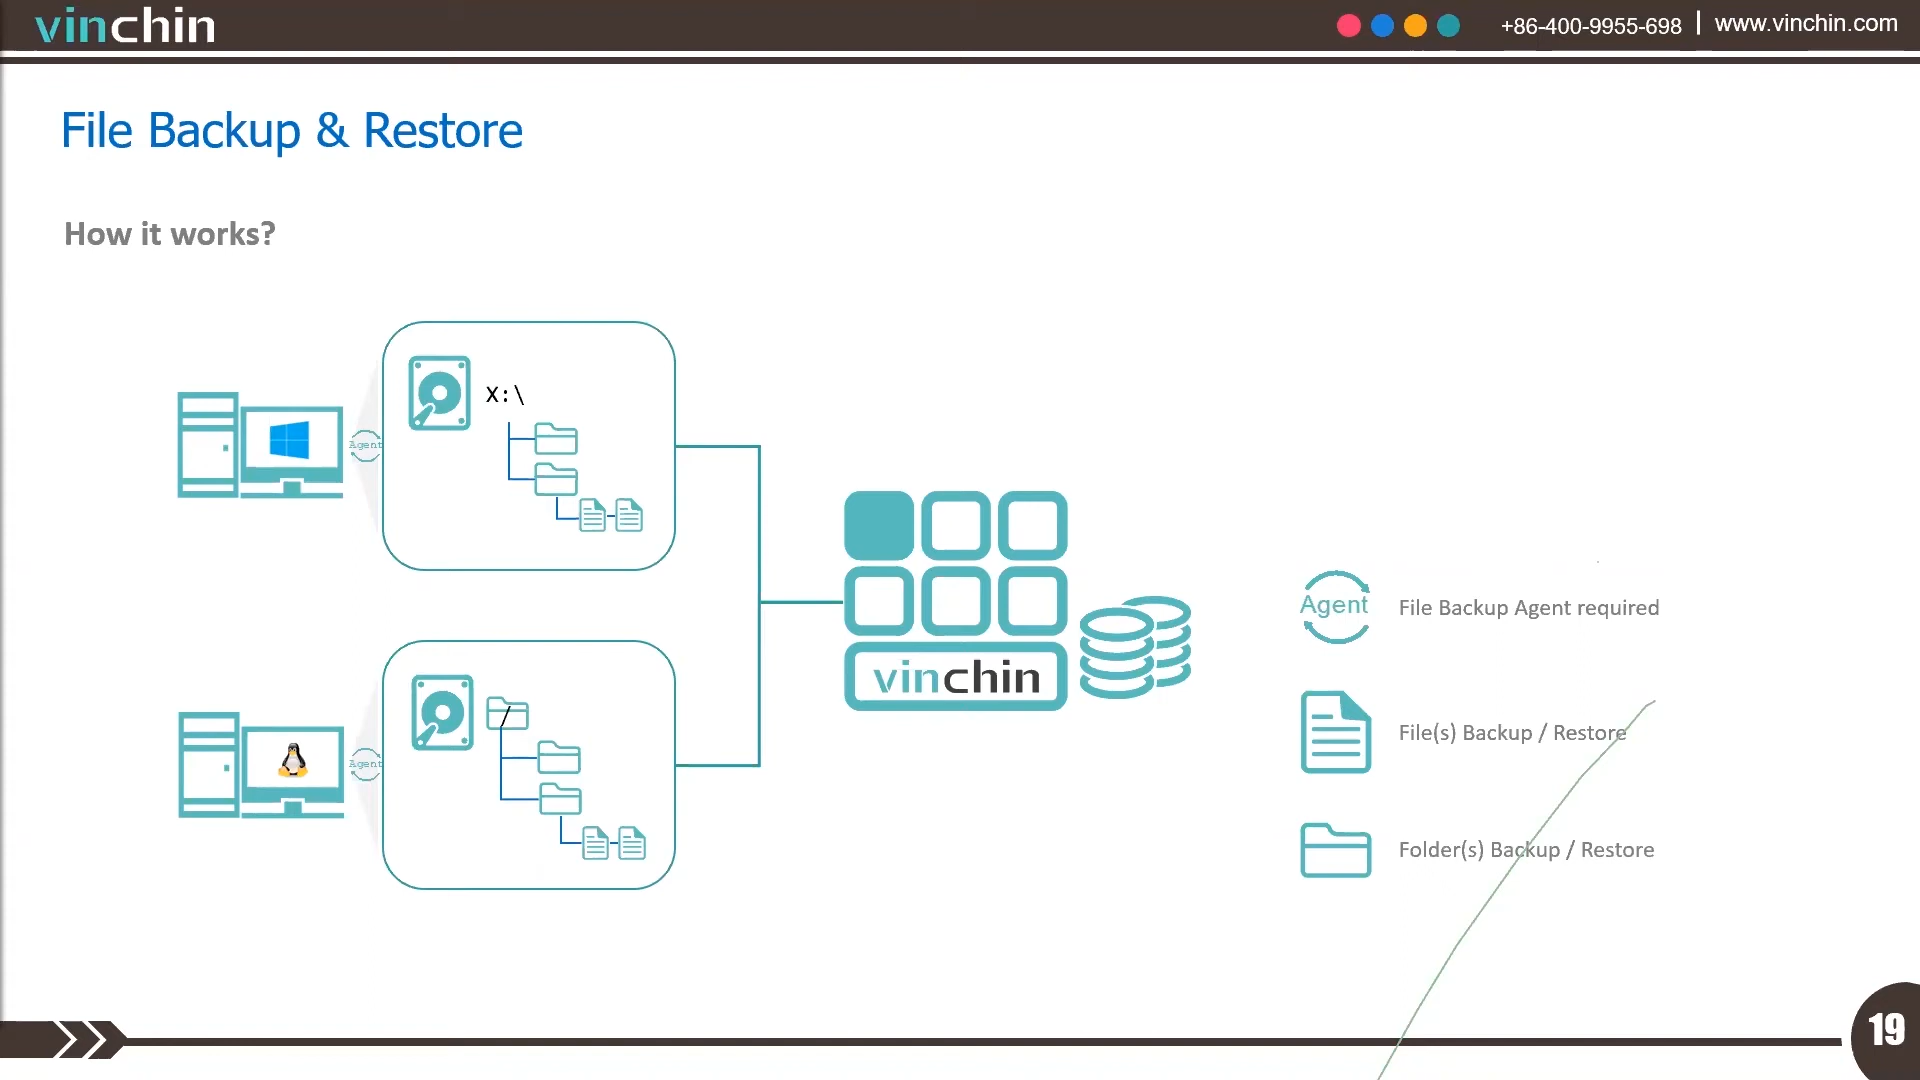 vinchin
+86-400-9955-698 | www.vinchin.com
File Backup & Restore
How it works?
X:\
Agent
vinchin
Agent
File Backup Agent required
File(s) Backup / Restore
/
Agent
Folder(s) Backup / Restore
19